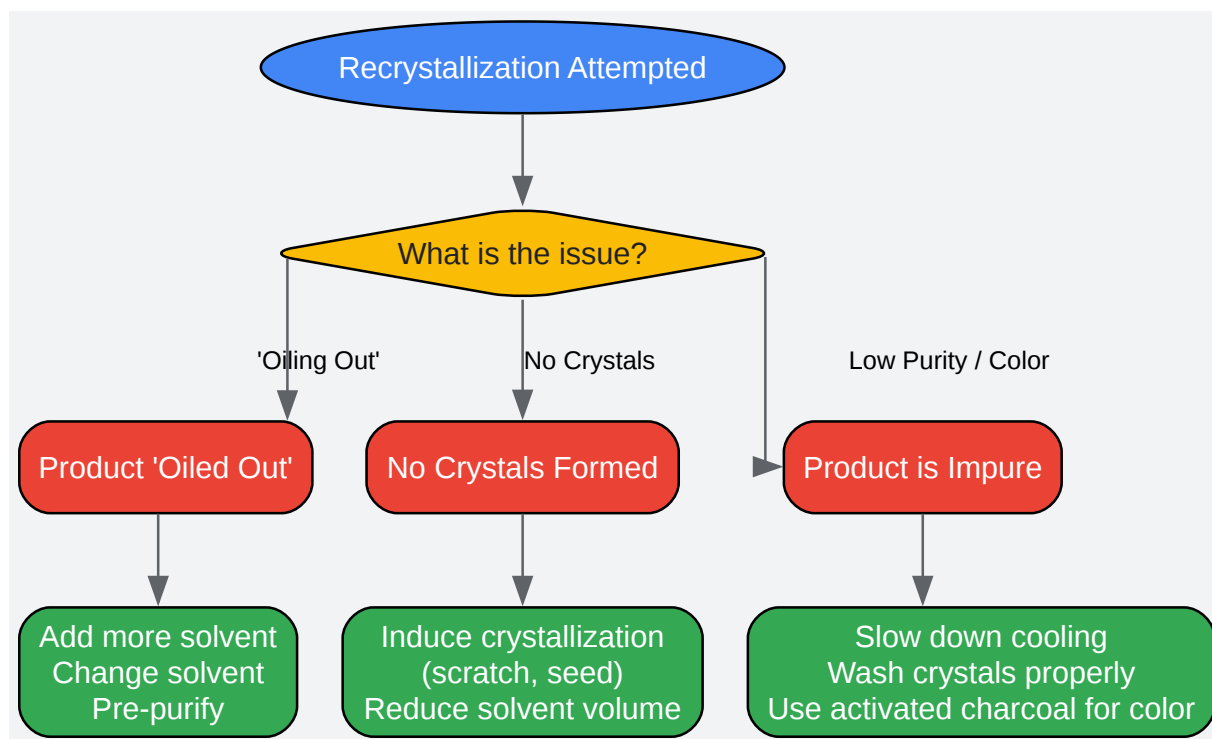 Recrystallization Attempted
What is the issue?
'Oiling Out'
No Crystals
Low Purity / Color
Product 'Oiled Out'
No Crystals Formed
Product is Impure
Add more solvent
Change solvent
Pre-purify
Induce crystallization
(scratch, seed)
Reduce solvent volume
Slow down cooling
Wash crystals properly
Use activated charcoal for color